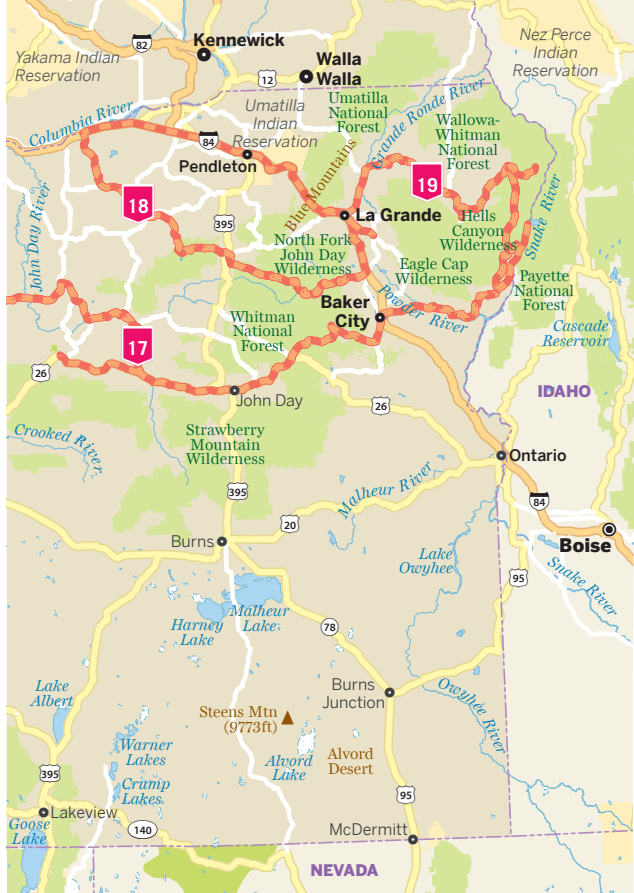 82
Kennewick
Yakama Indian
Reservation
Nez Perce
Indian
Reservation
Walla
Walla
12
Columbia River
Umatilla
Indian
Reservation
Umatilla
National
Forest
Grande Ronde River
Wallowa-
Whitman
National
Forest
84
Pendleton
Blue Mountains
19
18
John Day River
395
La Grande
Hells
Canyon
Wilderness
Snake River
North Fork
John Day
Wilderness
Eagle Cap
Wilderness
Payette
National
Forest
Baker
City
Powder River
Whitman
National
Forest
Cascade
Reservoir
17
26
IDAHO
John Day
26
Crooked River
Strawberry
Mountain
Wilderness
Ontario
395
Malheur River
84
20
Burns
Boise
Lake
Owyhee
95
Snake River
Malheur
Lake
Harney
Lake
78
Burns
Junction
Owyhee River
Lake
Albert
Steens Mtn
(9773ft)
Warner
Lakes
Alvord
Lake
Alvord
Desert
395
Crump
Lakes
95
Lakeview
Goose
Lake
140
McDermitt
NEVADA